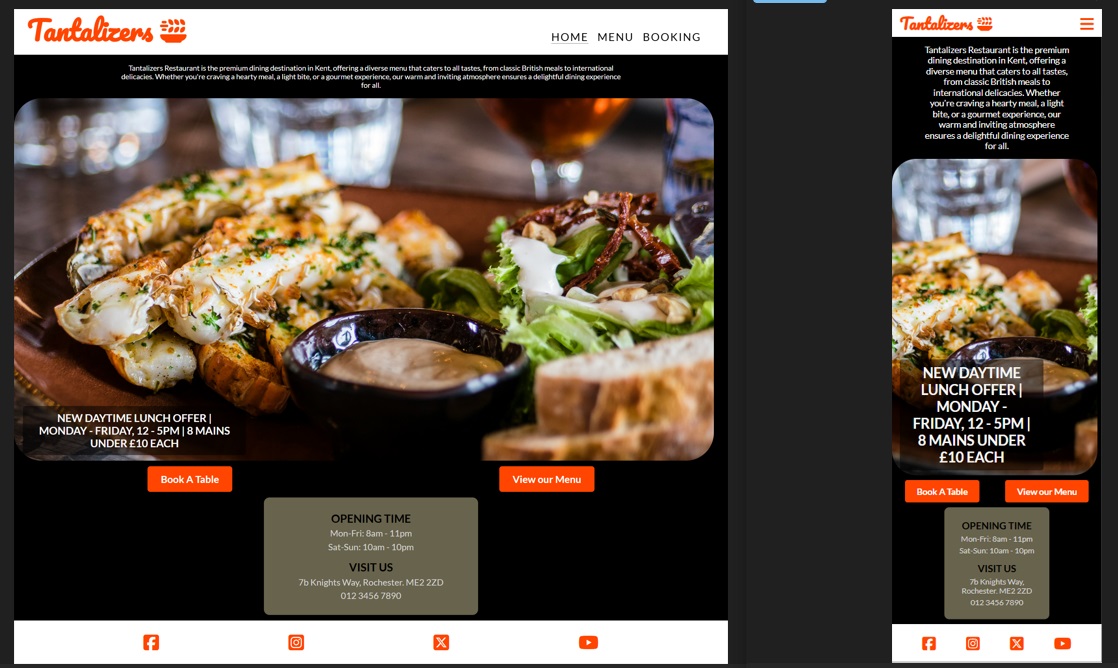 Tantalizers
HOME MENU BOOKING
Tantalizers Restaurant is the premium dining destination in Kent, offering a diverse menu that caters to all tastes, from classic British meals to international
delicacies. Whether you're craving a hearty meal, a light bite, or a gourmet experience, our warm and inviting atmosphere ensures a delightful dining experience
for all.
NEW DAYTIME LUNCH OFFER |
MONDAY - FRIDAY, 12 - 5PM | 8 MAINS
UNDER £10 EACH
Book A Table
View our Menu
OPENING TIME
Mon-Fri: 8am - 11pm
Sat-Sun: 10am - 10pm
VISIT US
7b Knights Way, Rochester. ME2 2ZD
012 3456 7890
Tantalizers
Tantalizers Restaurant is the premium
dining destination in Kent, offering a
diverse menu that caters to all tastes,
from classic British meals to
international delicacies. Whether
you're craving a hearty meal, a light
bite, or a gourmet experience, our
warm and inviting atmosphere
ensures a delightful dining experience
for all.
NEW DAYTIME
LUNCH OFFER |
MONDAY -
FRIDAY, 12 - 5PM |
8 MAINS UNDER
£10 EACH
Book A Table
View our Menu
OPENING TIME
Mon-Fri: 8am - 11pm
Sat-Sun: 10am - 10pm
VISIT US
7b Knights Way,
Rochester. ME2 2ZD
012 3456 7890